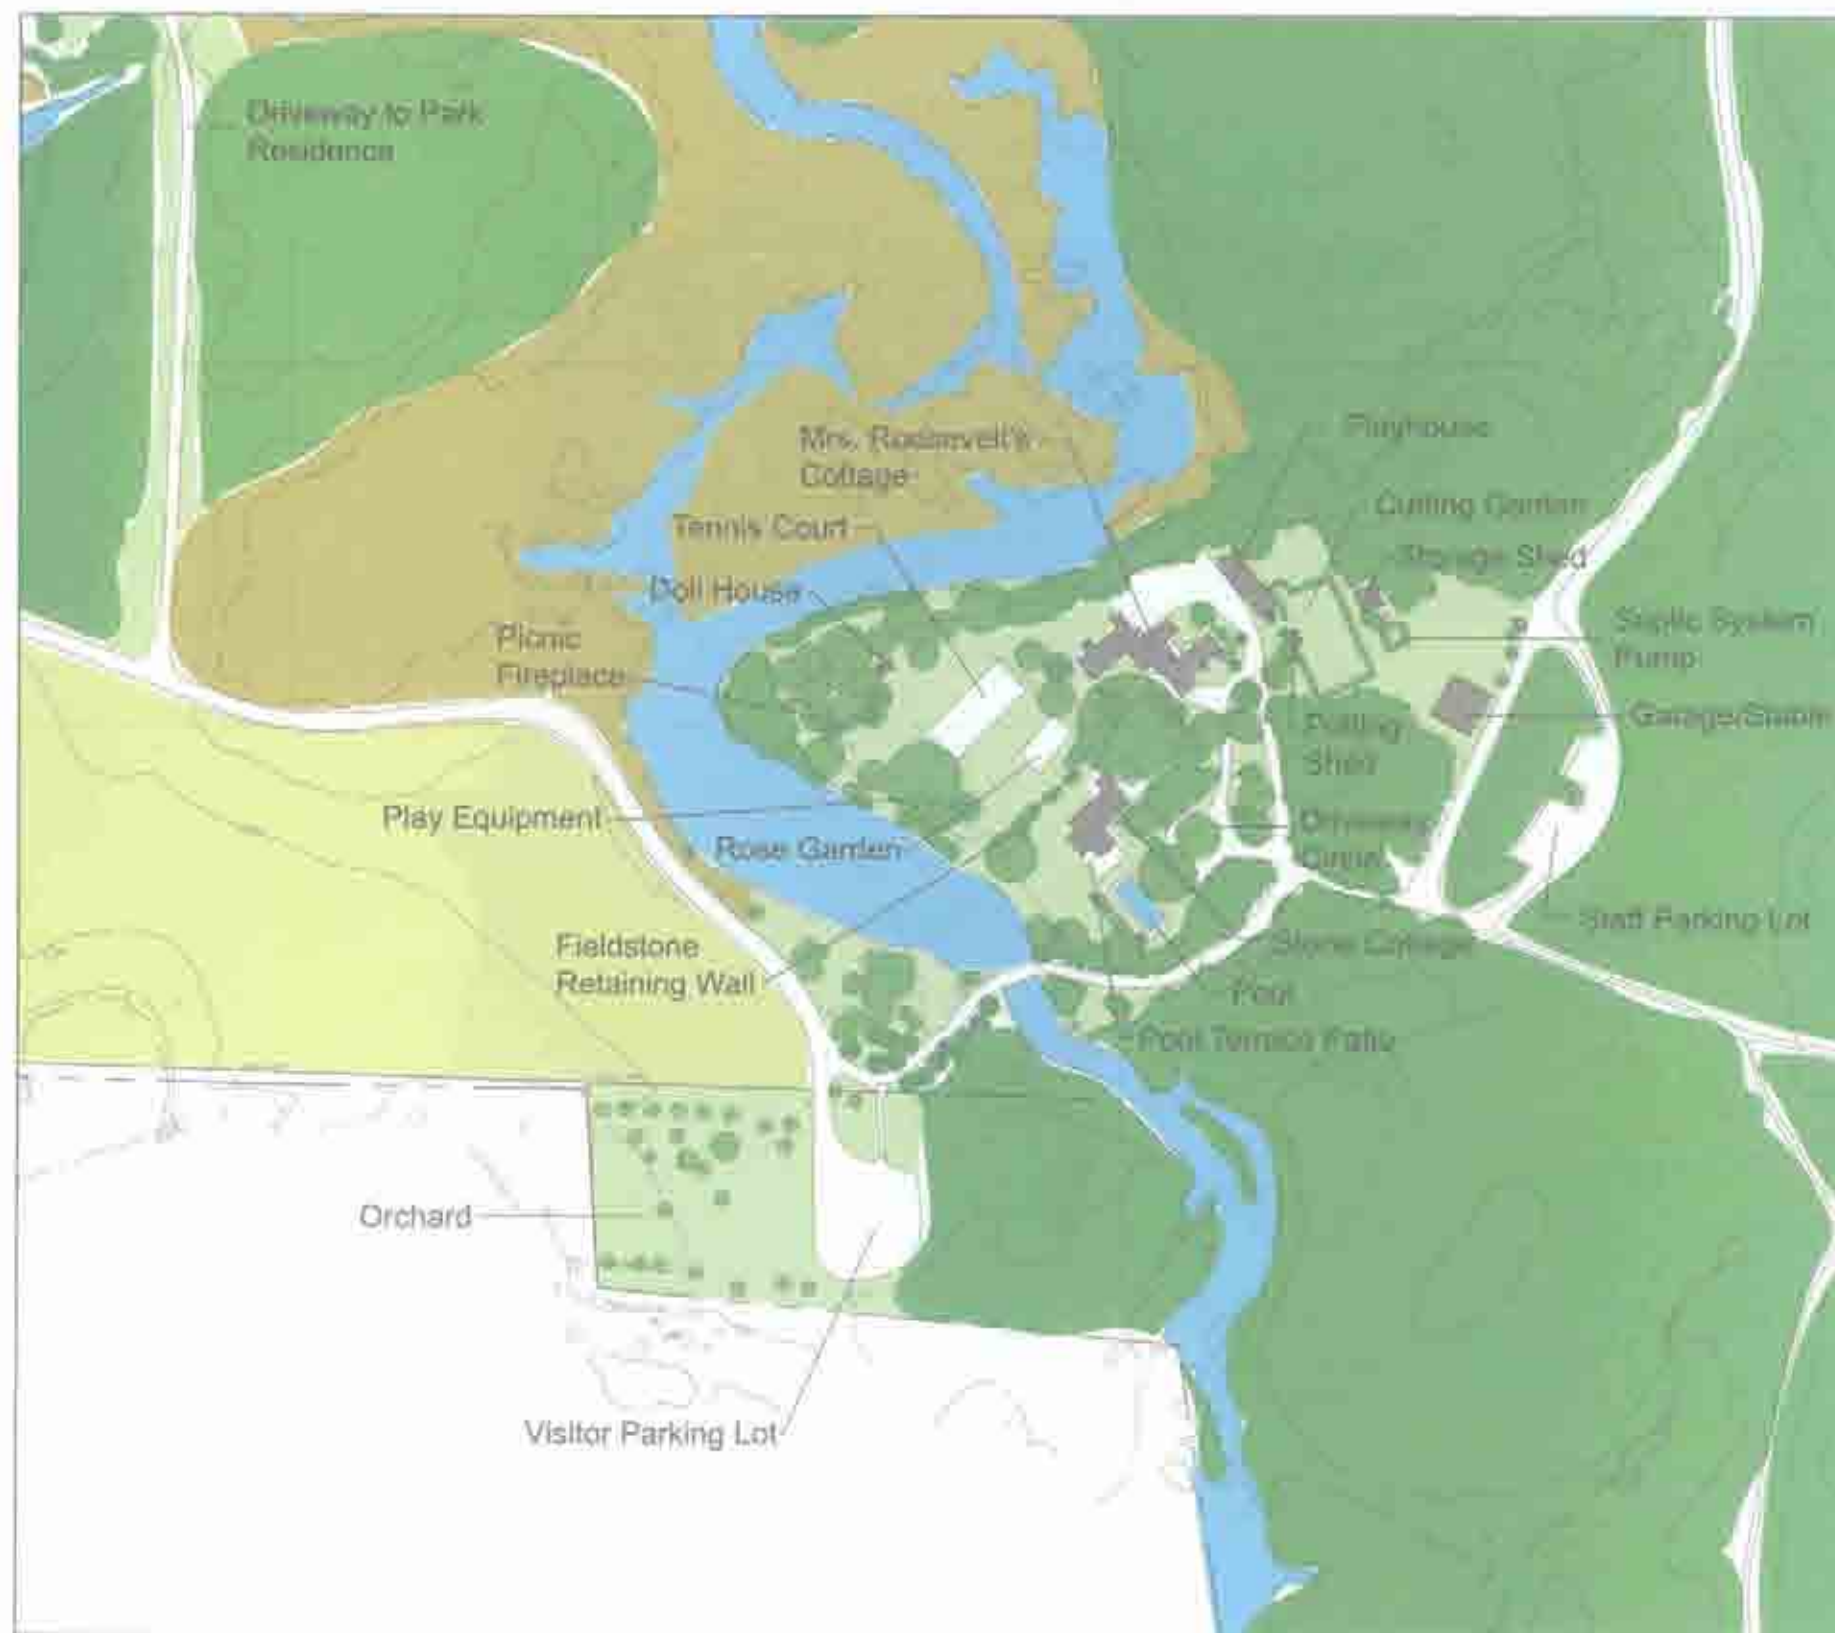 Driveway to Park
Residence
Mrs. Roosevelt's
Cottage
Playhouse
Cutting Garden
Storage Shed
Tennis Court
Doll House
Picnic
Fireplace
Septic System
Pump
Garage/Stable
Potting
Shed
Play Equipment
Rose Garden
Driveway
Circle
Fieldstone
Retaining Wall
Staff Parking Lot
Stone Cottage
Pool
Pool Terrace Patio
Orchard
Visitor Parking Lot